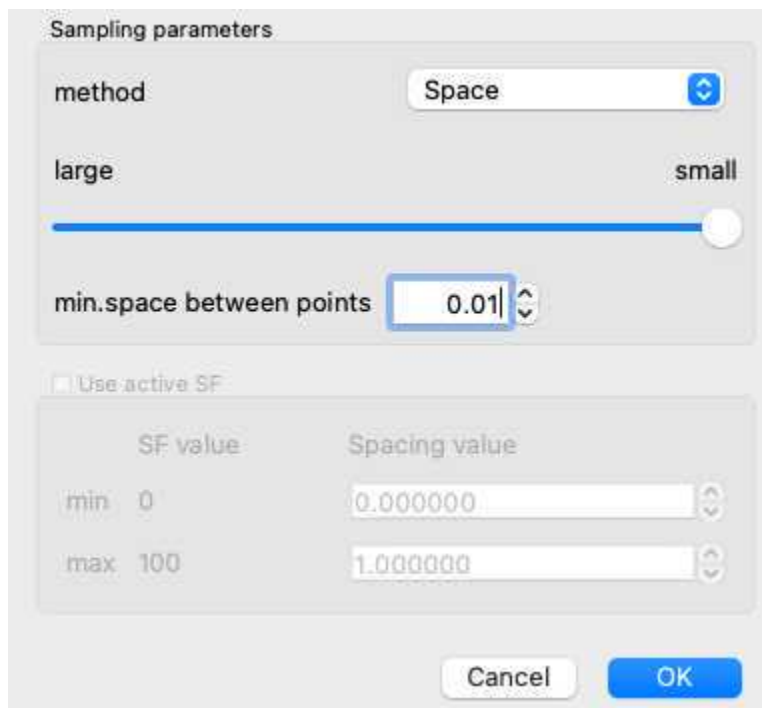 Sampling parameters
method Space
large small
min.space between points 0.01
Use active SF
SF value Spacing value
min 0 0.000000
max 100 1.000000
Cancel OK